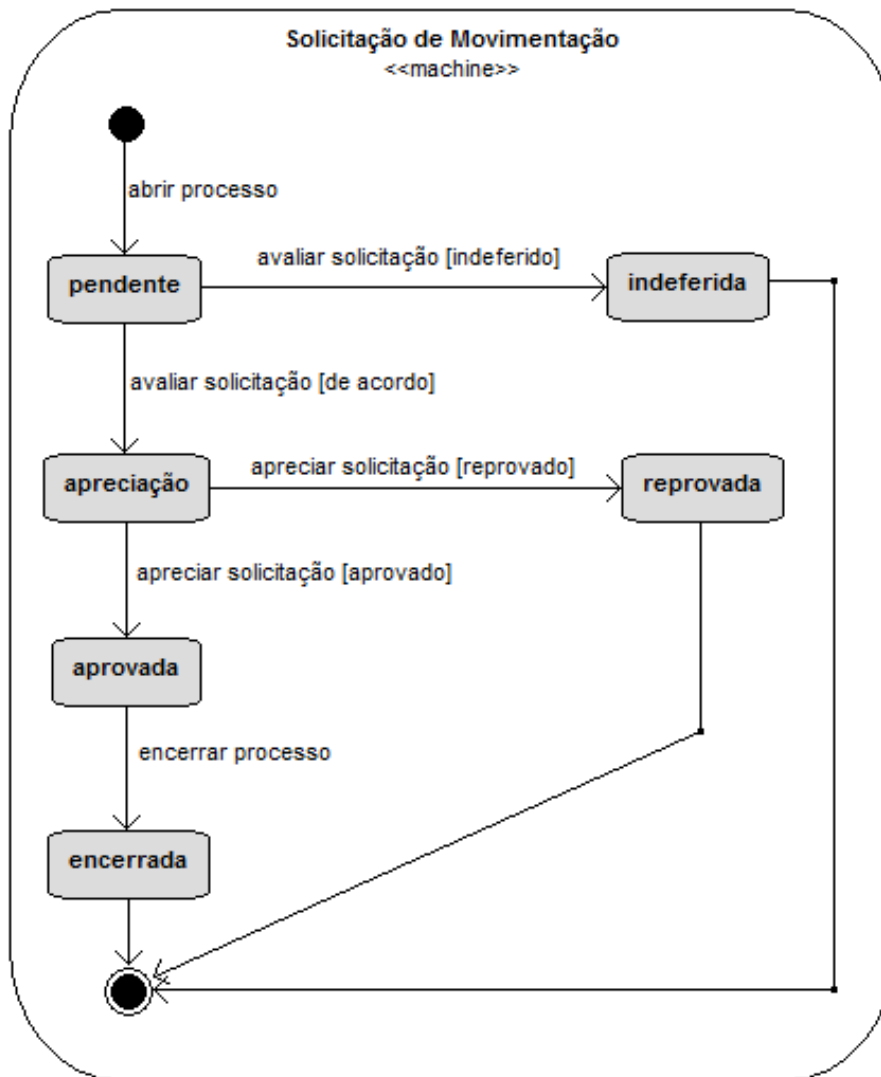 Solicitação de Movimentação
<<machine>>
abrir processo
avaliar solicitação [indeferido]
pendente
indeferida
avaliar solicitação [de acordo]
apreciar solicitação [reprovado]
apreciação
reprovada
apreciar solicitação [aprovado]
aprovada
encerrar processo
encerrada